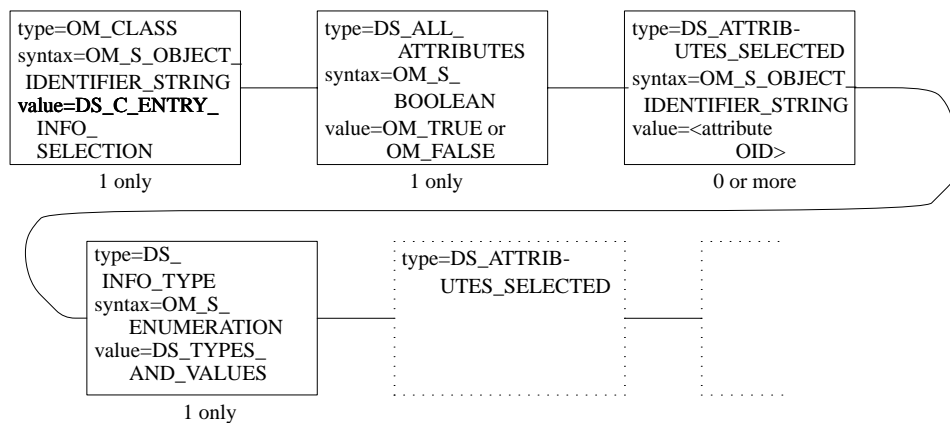 type=OM_CLASS
syntax=OM_S_OBJECT_
IDENTIFIER_STRING
value=DS_C_ENTRY_
INFO_
SELECTION
1 only
type=DS_ALL_
ATTRIBUTES
syntax=OM_S_
BOOLEAN
value=OM_TRUE or
OM_FALSE
1 only
type=DS_ATTRIB-
UTES_SELECTED
syntax=OM_S_OBJECT_
IDENTIFIER_STRING
value=<attribute
OID>
0 or more
type=DS_
INFO_TYPE
syntax=OM_S_
ENUMERATION
value=DS_TYPES_
AND_VALUES
1 only
type=DS_ATTRIB-
UTES_SELECTED